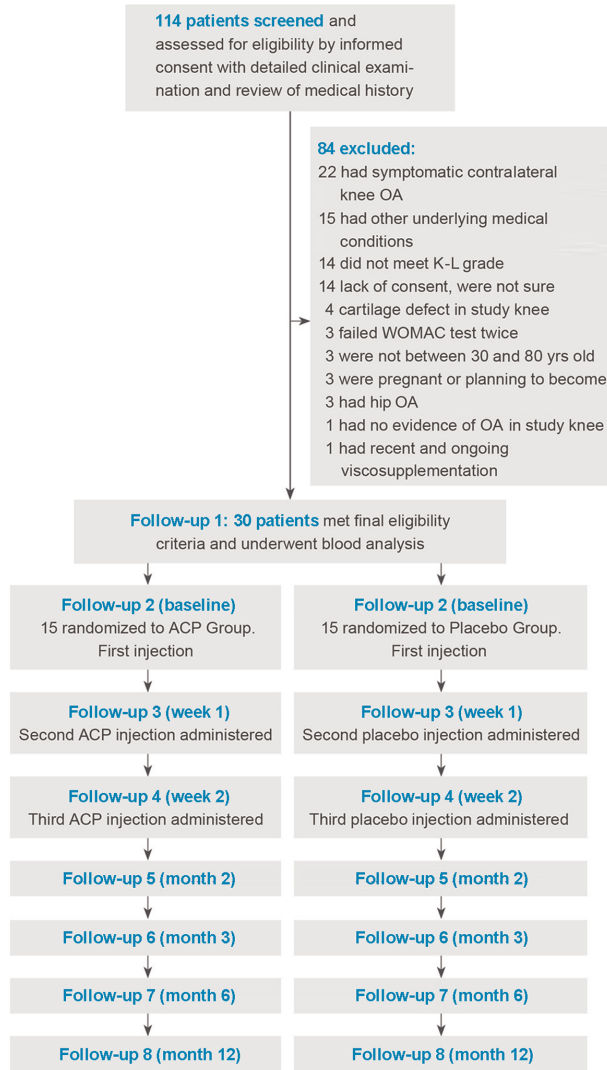 114 patients screened and
assessed for eligibility by informed
consent with detailed clinical exami-
nation and review of medical history
84 excluded:
22 had symptomatic contralateral
knee OA
15 had other underlying medical
conditions
14 did not meet K-L grade
14 lack of consent, were not sure
4 cartilage defect in study knee
3 failed WOMAC test twice
3 were not between 30 and 80 yrs old
3 were pregnant or planning to become
3 had hip OA
1 had no evidence of OA in study knee
1 had recent and ongoing
viscosupplementation
Follow-up 1: 30 patients met final eligibility
criteria and underwent blood analysis
Follow-up 2 (baseline)
15 randomized to ACP Group.
First injection
Follow-up 2 (baseline)
15 randomized to Placebo Group.
First injection
Follow-up 3 (week 1)
Second ACP injection administered
Follow-up 3 (week 1)
Second placebo injection administered
Follow-up 4 (week 2)
Third ACP injection administered
Follow-up 4 (week 2)
Third placebo injection administered
Follow-up 5 (month 2)
Follow-up 5 (month 2)
Follow-up 6 (month 3)
Follow-up 6 (month 3)
Follow-up 7 (month 6)
Follow-up 7 (month 6)
Follow-up 8 (month 12)
Follow-up 8 (month 12)